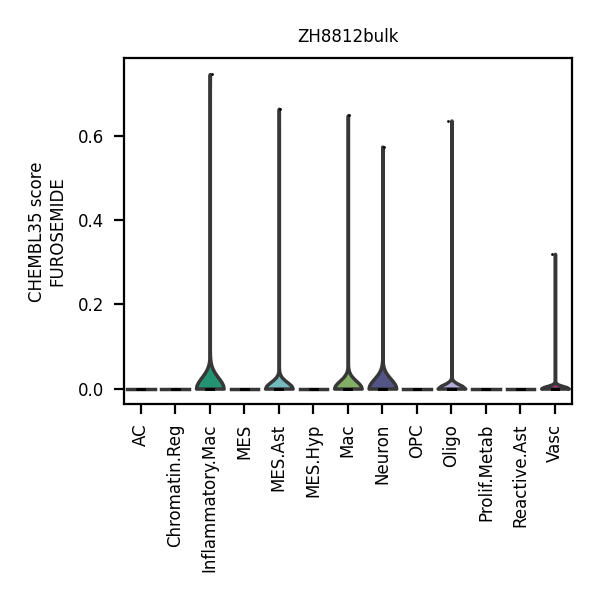 ZH8812bulk
CHEMBL35 score
FUROSEMIDE
0.6
0.4
0.2
0.0
AC
Chromatin.Reg
Inflammatory.Mac
MES
MES.Ast
MES.Hyp
Mac
Neuron
OPC
Oligo
Prolif.Metab
Reactive.Ast
Vasc